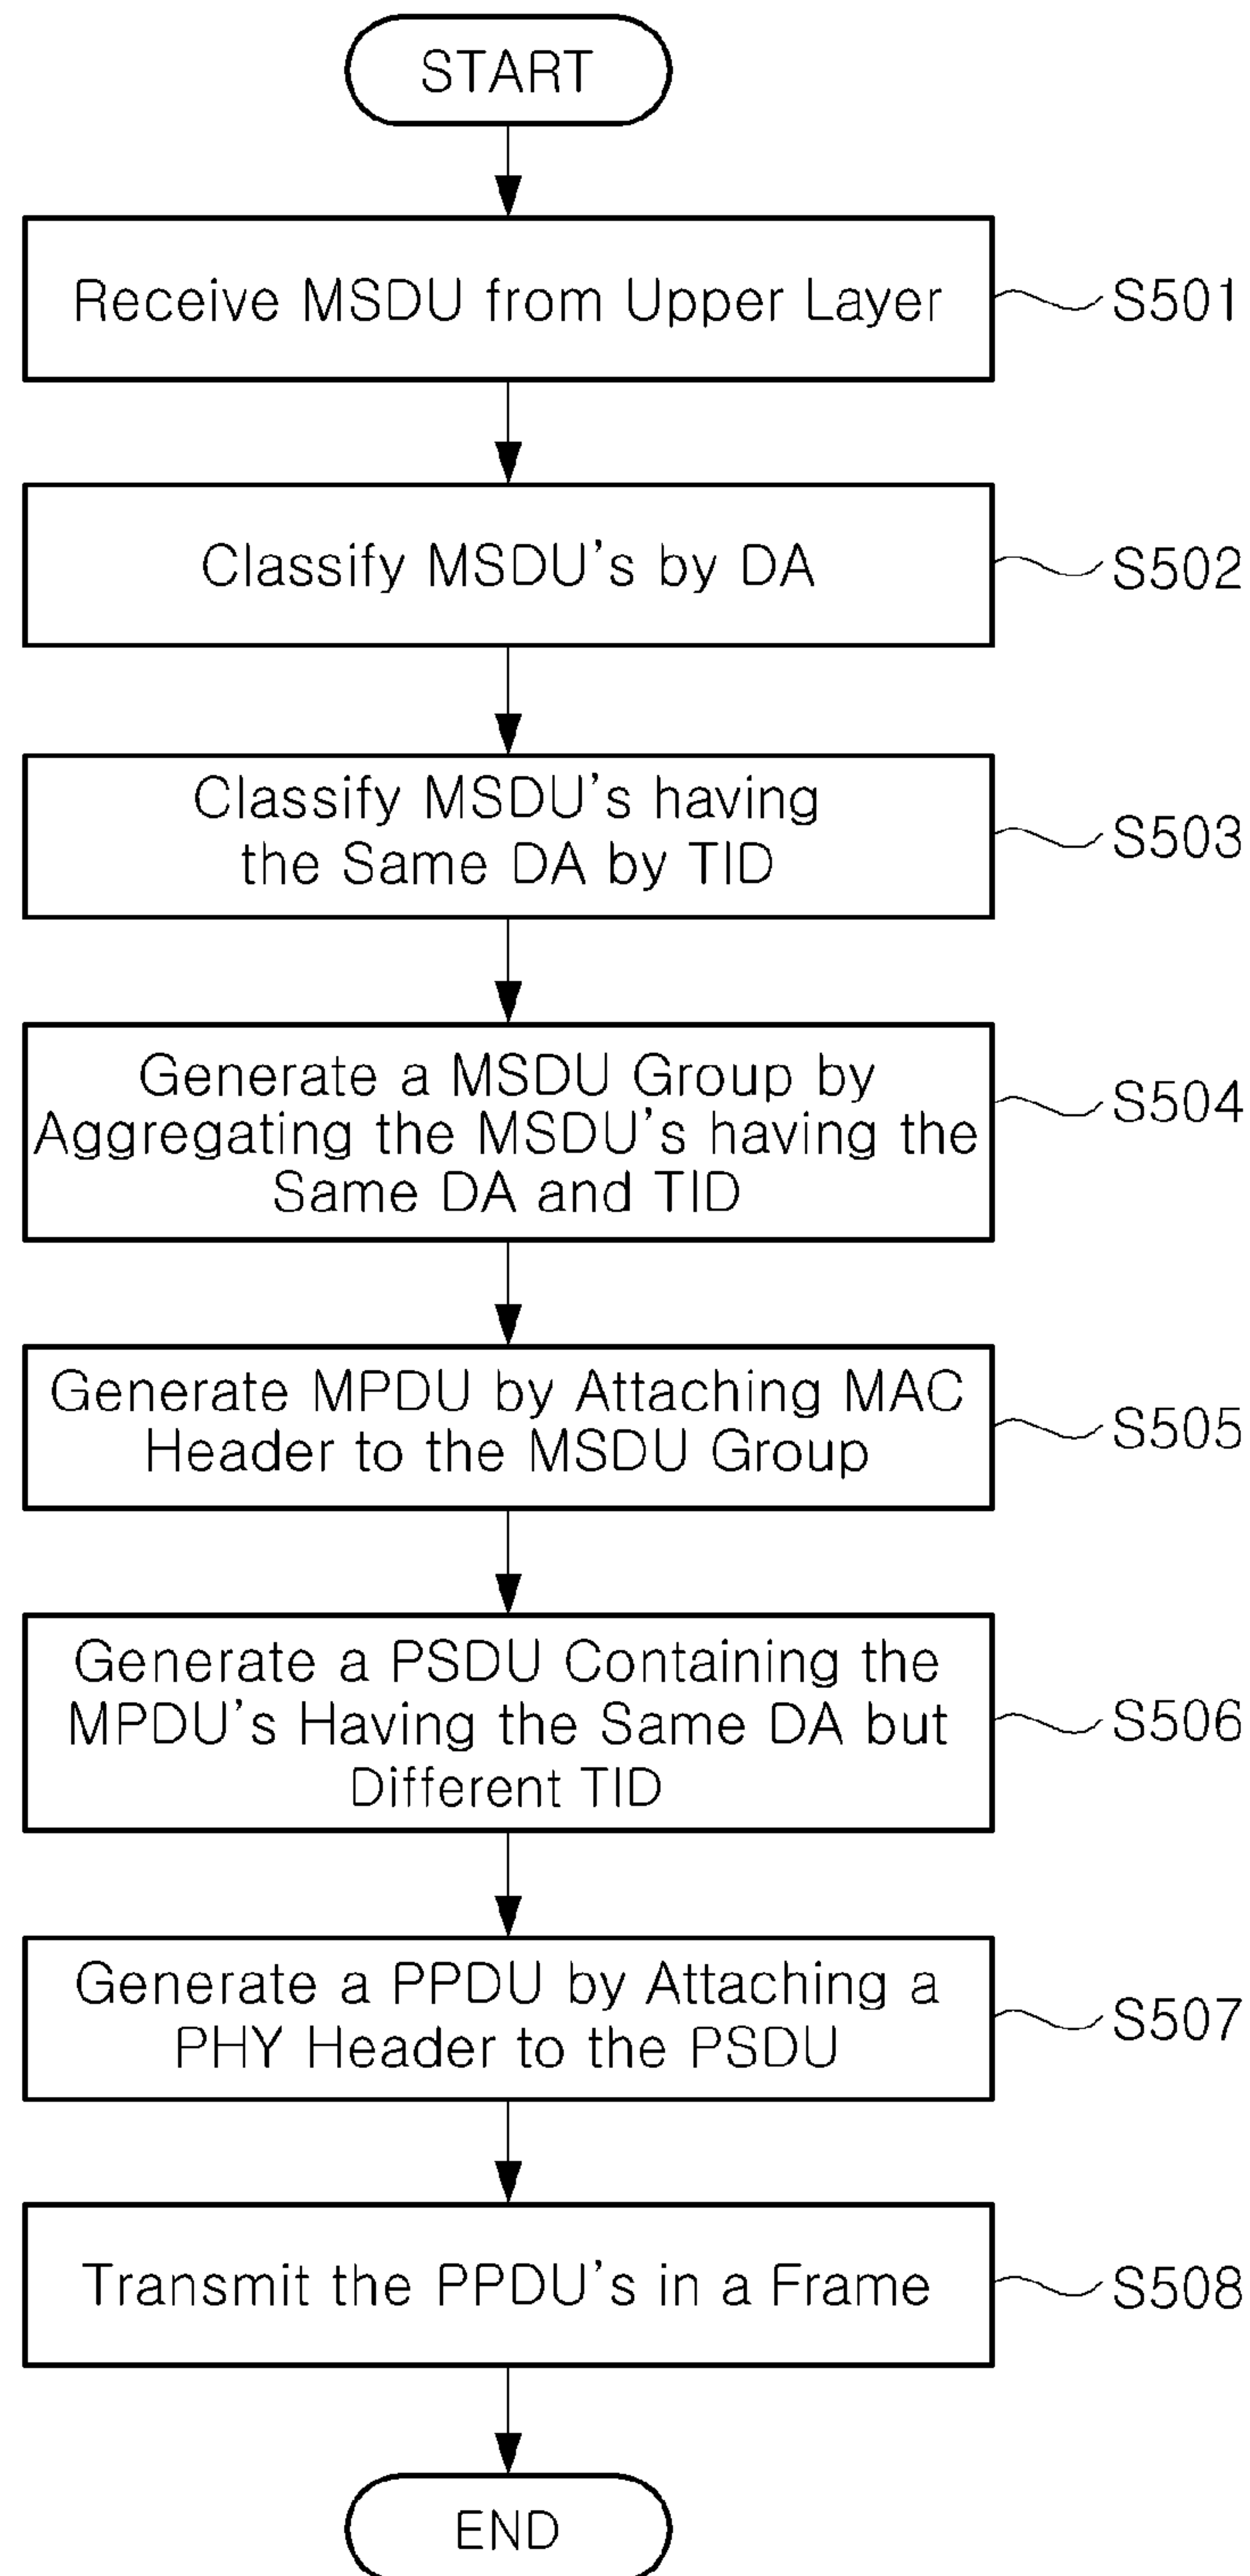 START
Receive MSDU from Upper Layer
S501
Classify MSDU's by DA
S502
Classify MSDU's having
the Same DA by TID
S503
Generate a MSDU Group by
Aggregating the MSDU's having the
Same DA and TID
S504
Generate MPDU by Attaching MAC
Header to the MSDU Group
S505
Generate a PSDU Containing the
MPDU's Having the Same DA but
Different TID
S506
Generate a PPDU by Attaching a
PHY Header to the PSDU
S507
Transmit the PPDU's in a Frame
S508
END